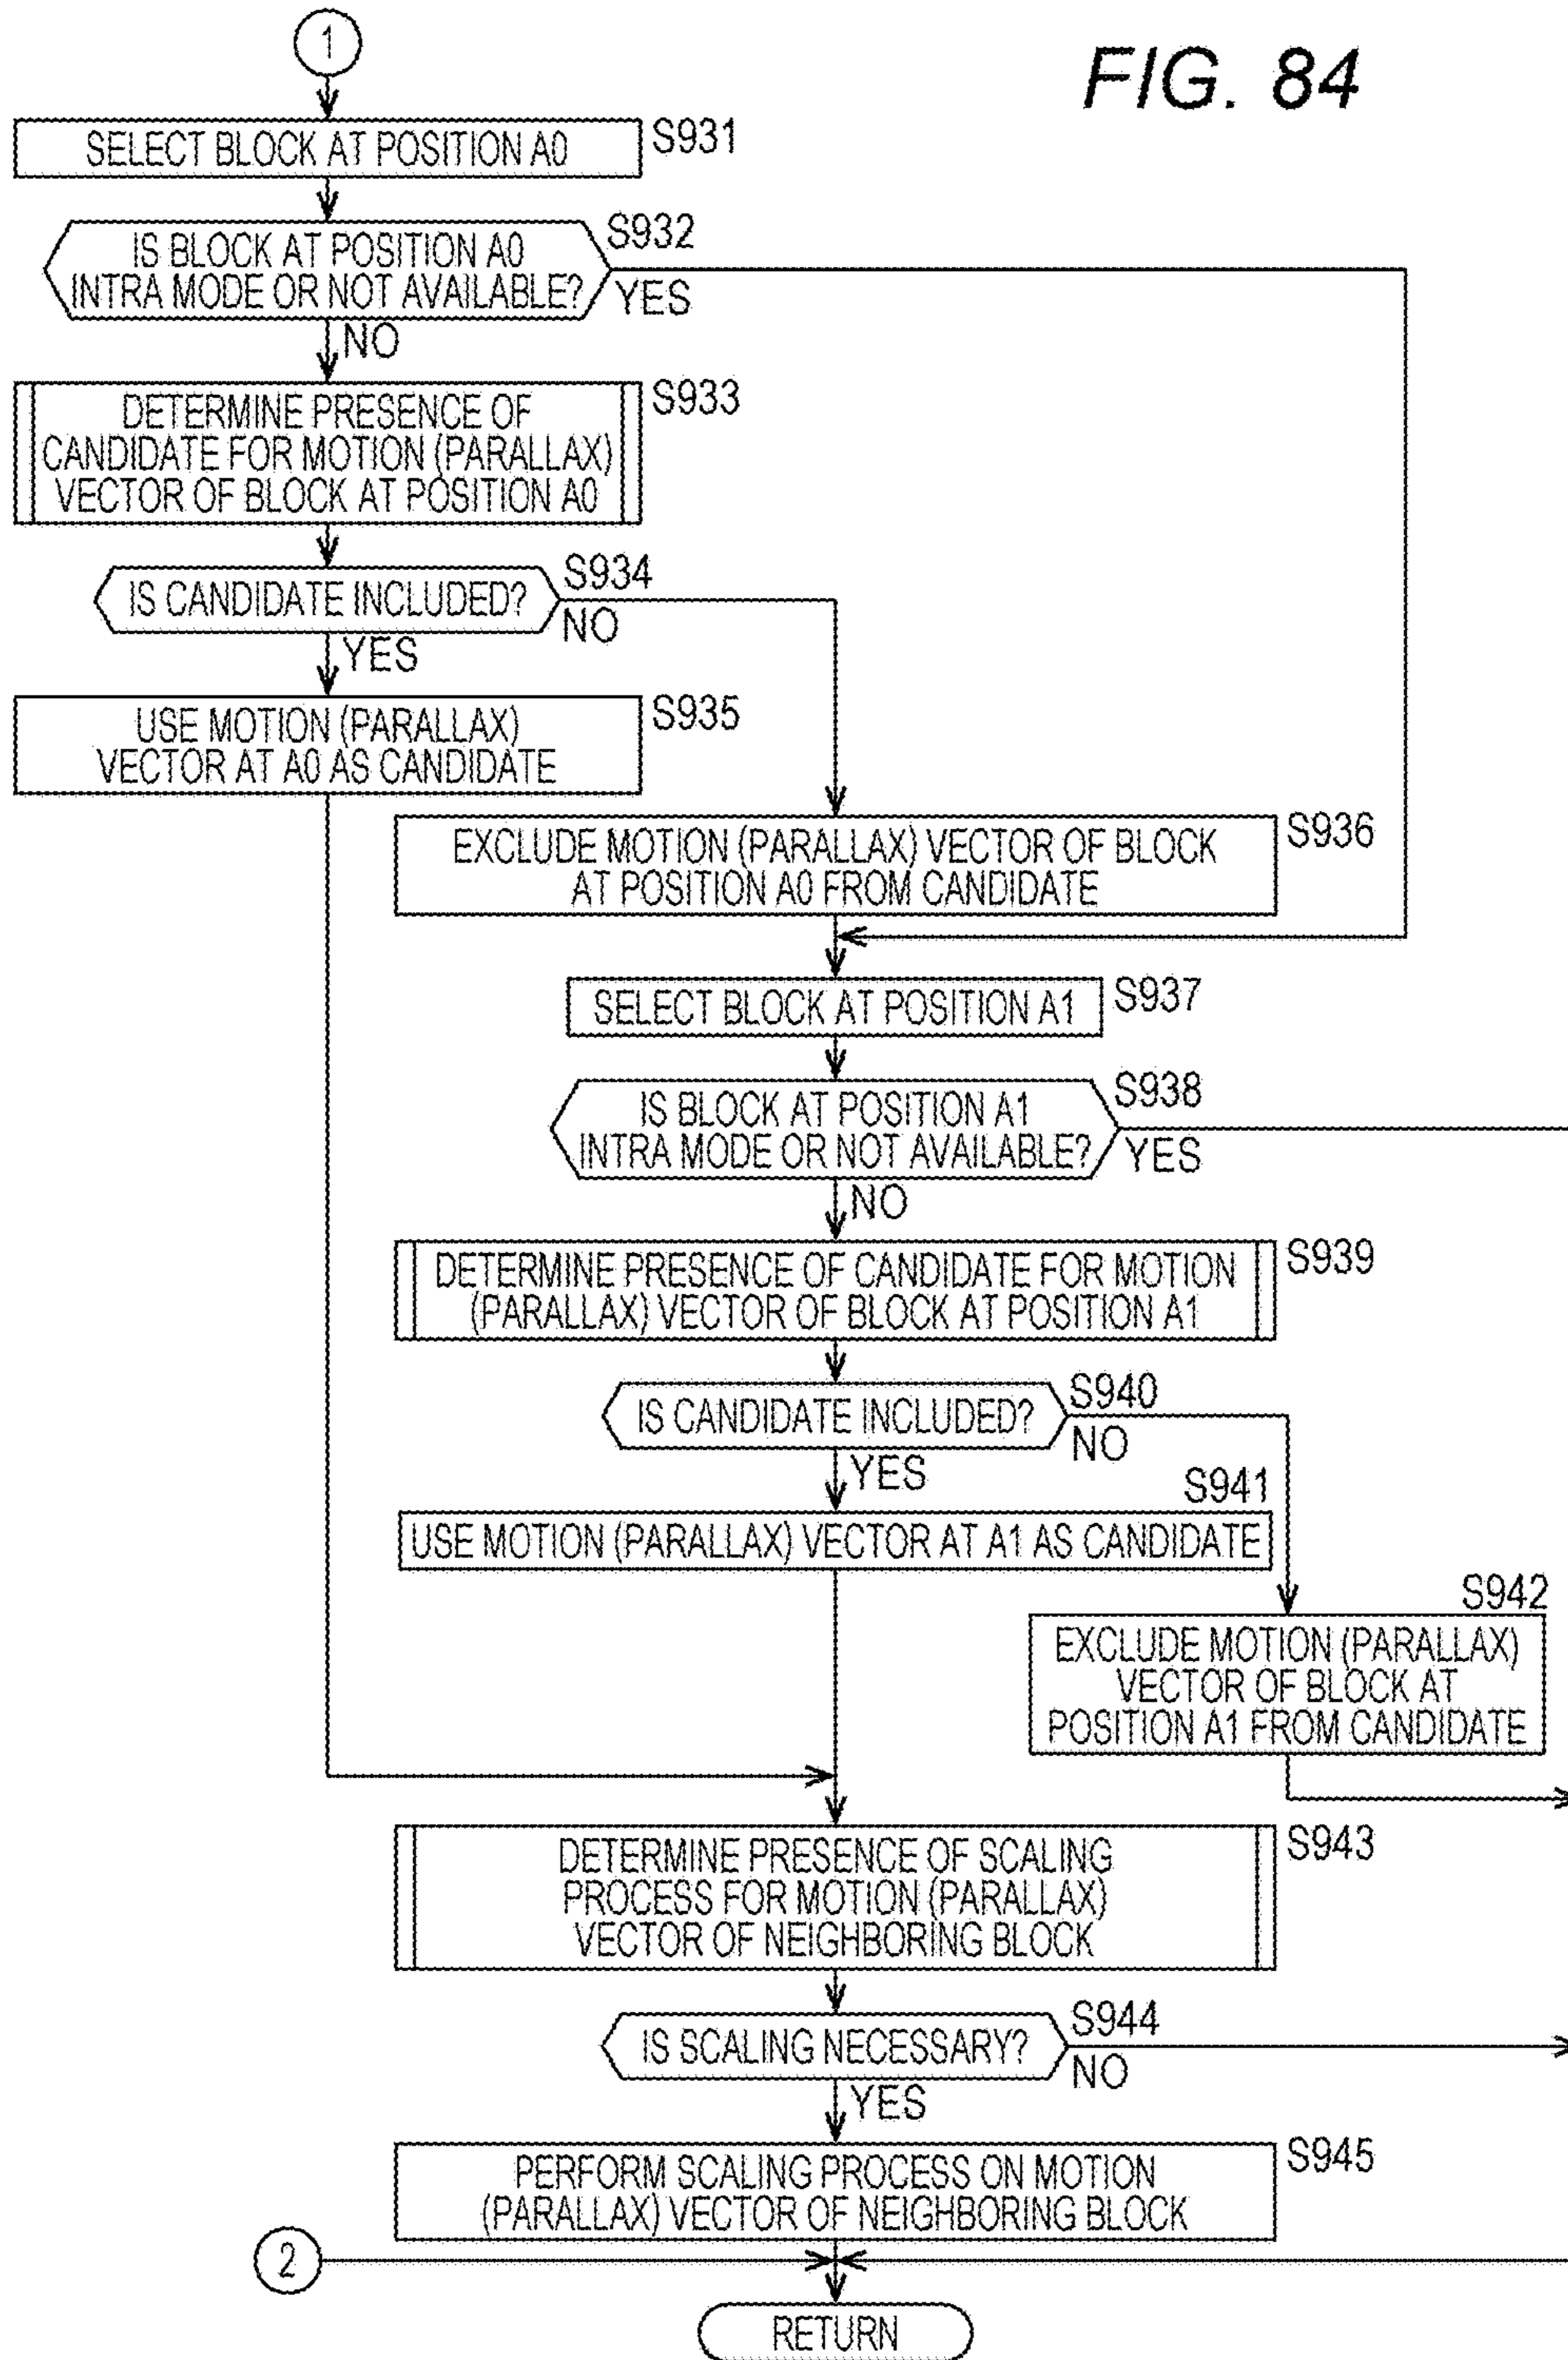 FIG. 84
1
SELECT BLOCK AT POSITION A0
S931
IS BLOCK AT POSITION A0
INTRA MODE OR NOT AVAILABLE?
S932
YES
NO
DETERMINE PRESENCE OF
CANDIDATE FOR MOTION (PARALLAX)
VECTOR OF BLOCK AT POSITION A0
S933
IS CANDIDATE INCLUDED?
S934
NO
YES
USE MOTION (PARALLAX)
VECTOR AT A0 AS CANDIDATE
S935
EXCLUDE MOTION (PARALLAX) VECTOR OF BLOCK
AT POSITION A0 FROM CANDIDATE
S936
SELECT BLOCK AT POSITION A1
S937
IS BLOCK AT POSITION A1
INTRA MODE OR NOT AVAILABLE?
S938
YES
NO
DETERMINE PRESENCE OF CANDIDATE FOR MOTION
(PARALLAX) VECTOR OF BLOCK AT POSITION A1
S939
IS CANDIDATE INCLUDED?
S940
NO
YES
S941
USE MOTION (PARALLAX) VECTOR AT A1 AS CANDIDATE
S942
EXCLUDE MOTION (PARALLAX)
VECTOR OF BLOCK AT
POSITION A1 FROM CANDIDATE
DETERMINE PRESENCE OF SCALING
PROCESS FOR MOTION (PARALLAX)
VECTOR OF NEIGHBORING BLOCK
S943
IS SCALING NECESSARY?
S944
NO
YES
PERFORM SCALING PROCESS ON MOTION
(PARALLAX) VECTOR OF NEIGHBORING BLOCK
S945
2
RETURN